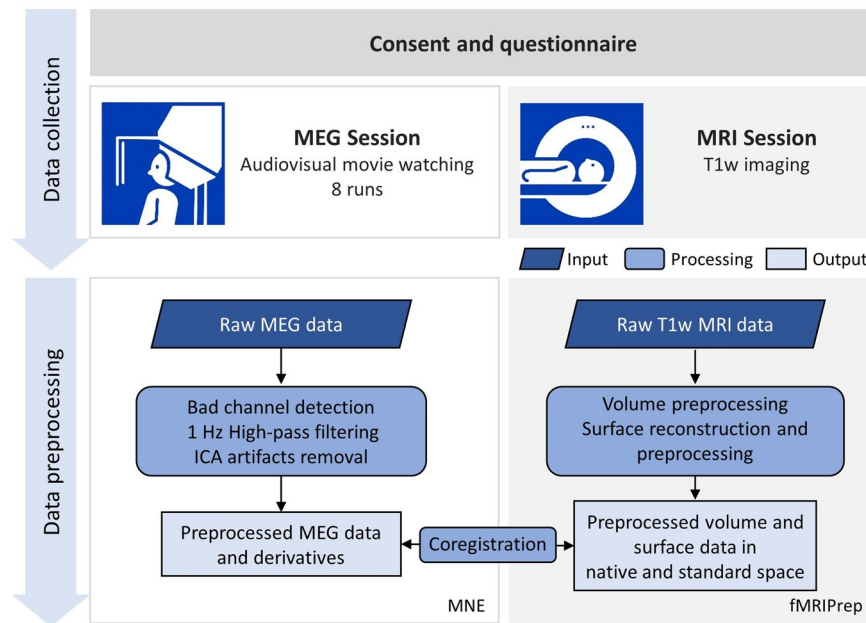 Data collection
Consent and questionnaire
MEG Session
Audiovisual movie watching
8 runs
MRI Session
T1w imaging
Input
Processing
Output
Data preprocessing
Raw MEG data
Bad channel detection
1 Hz High-pass filtering
ICA artifacts removal
Preprocessed MEG data
and derivatives
Coregistration
MNE
Raw T1w MRI data
Volume preprocessing
Surface reconstruction and
preprocessing
Preprocessed volume and
surface data in
native and standard space
fMRIPrep